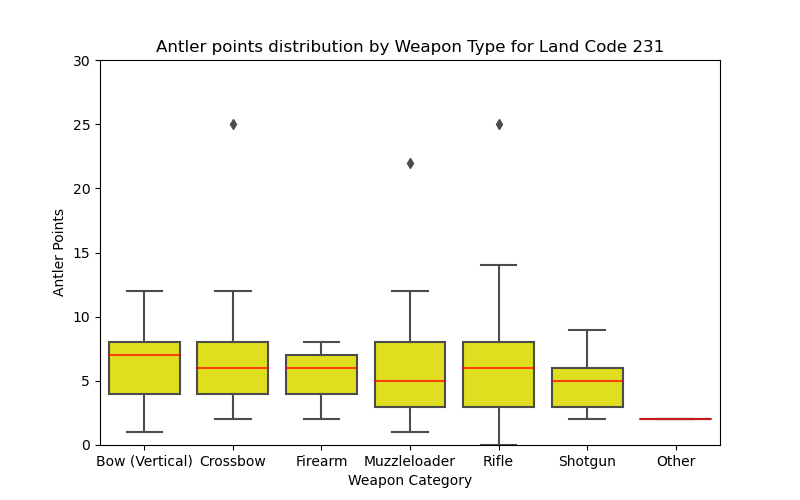 Antler points distribution by Weapon Type for Land Code 231
30
25
20
15
10
5
0
Antler Points
Bow (Vertical) Crossbow Firearm Muzzleloader Rifle Shotgun Other
Weapon Category